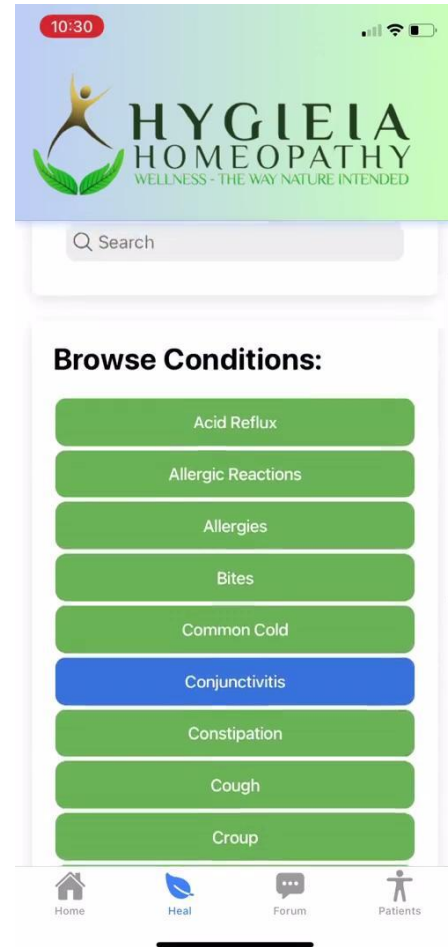 10:30
HYGIEIA
HOMEOPATHY
WELLNESS - THE WAY NATURE INTENDED
Search
Browse Conditions:
Acid Reflux
Allergic Reactions
Allergies
Bites
Common Cold
Conjunctivitis
Constipation
Cough
Croup
Home Heal Forum Patients